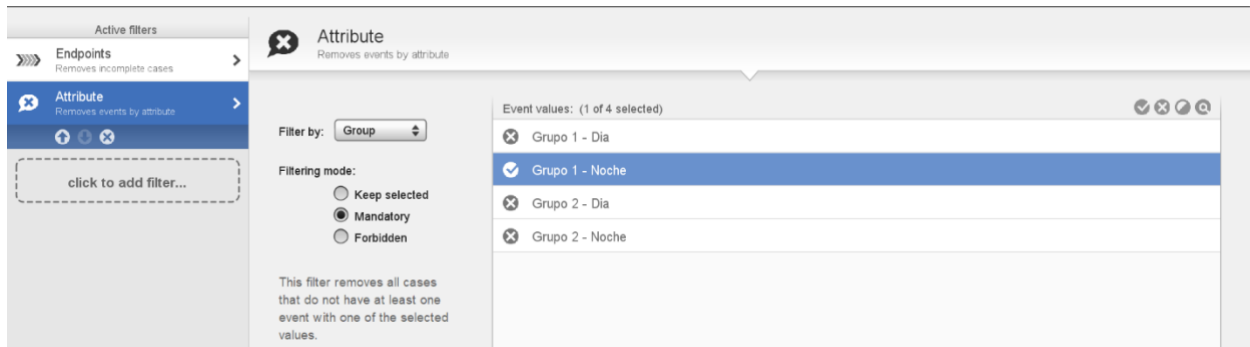 Active filters
Endpoints
Removes incomplete cases
Attribute
Removes events by attribute
click to add filter...
Attribute
Removes events by attribute
Filter by: Group
Filtering mode:
Keep selected
Mandatory
Forbidden
This filter removes all cases
that do not have at least one
event with one of the selected
values.
Event values: (1 of 4 selected)
Grupo 1 - Dia
Grupo 1 - Noche
Grupo 2 - Dia
Grupo 2 - Noche